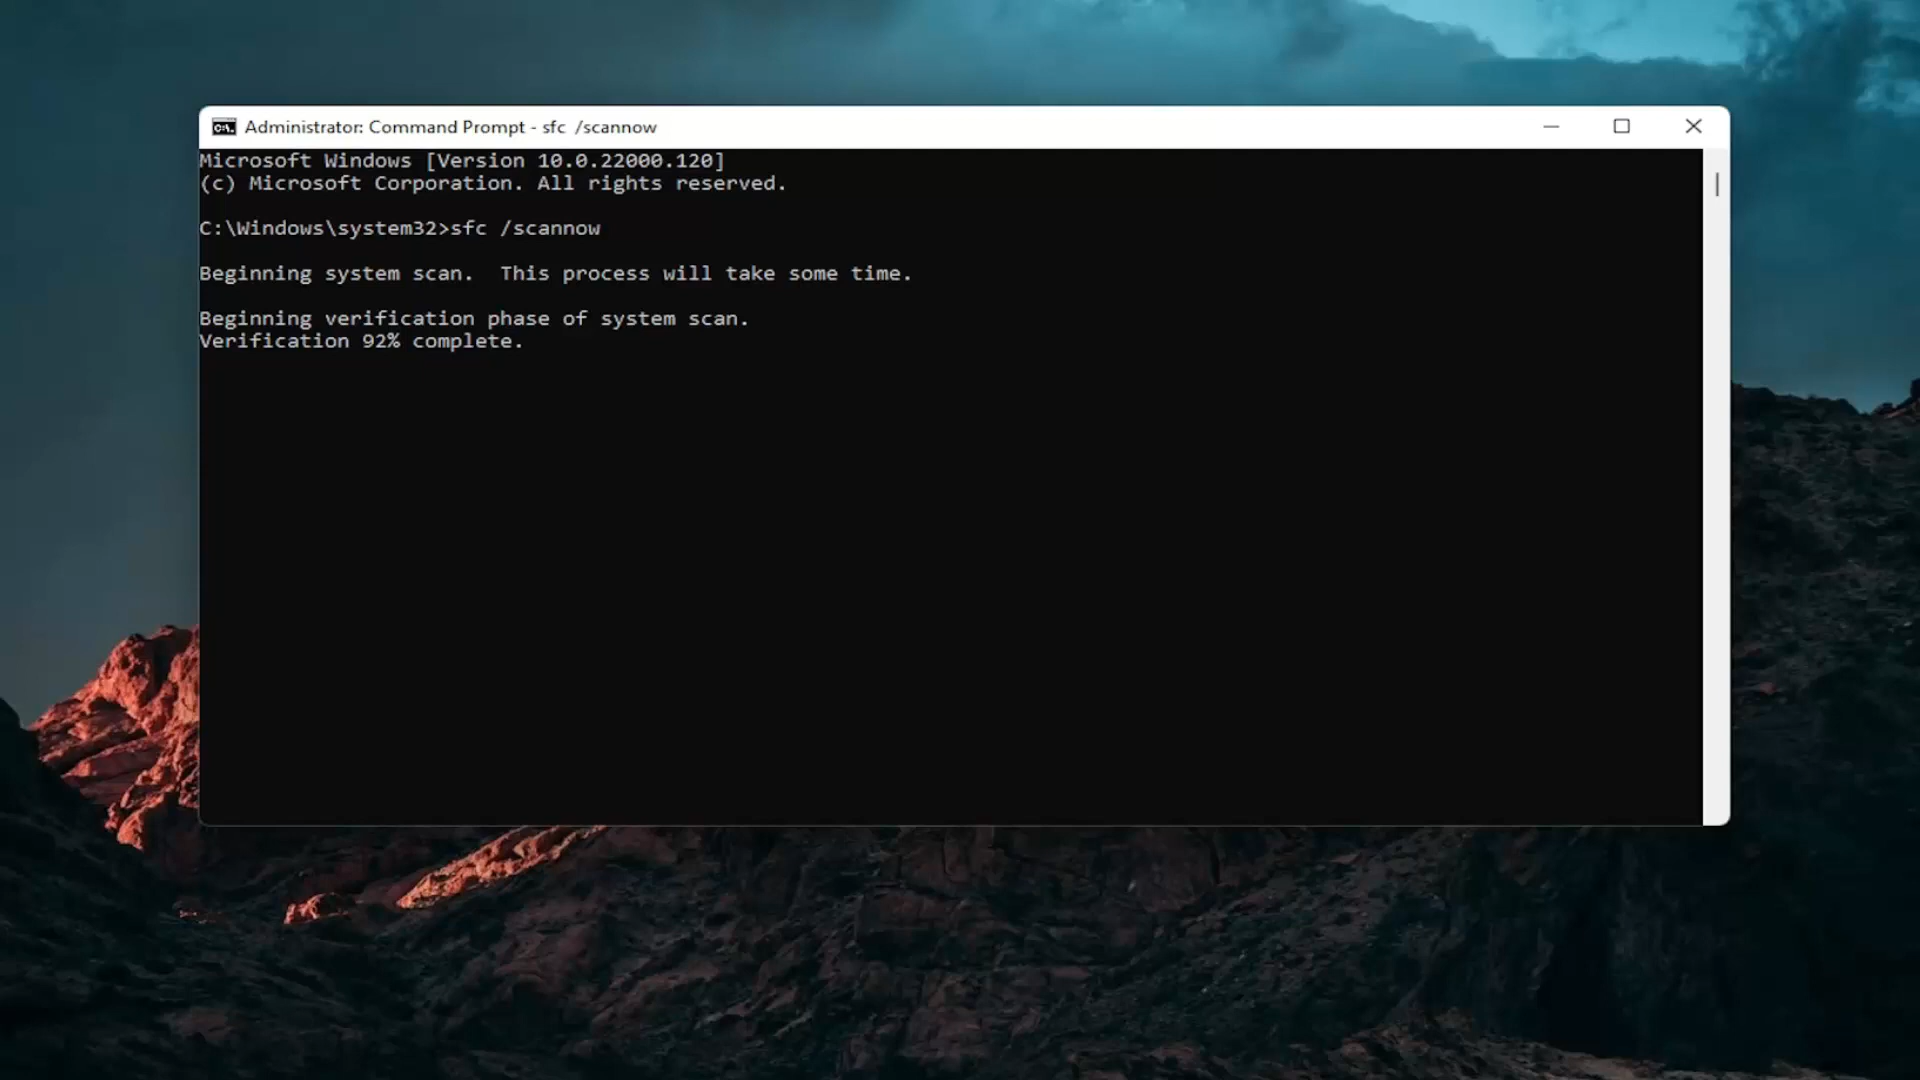 Administrator: Command Prompt - sfc  /scannow
Microsoft Windows [Version 10.0.22000.120]
(c) Microsoft Corporation. All rights reserved.
C:\Windows\system32>sfc /scannow
Beginning system scan.  This process will take some time.
Beginning verification phase of system scan.
Verification 92% complete.